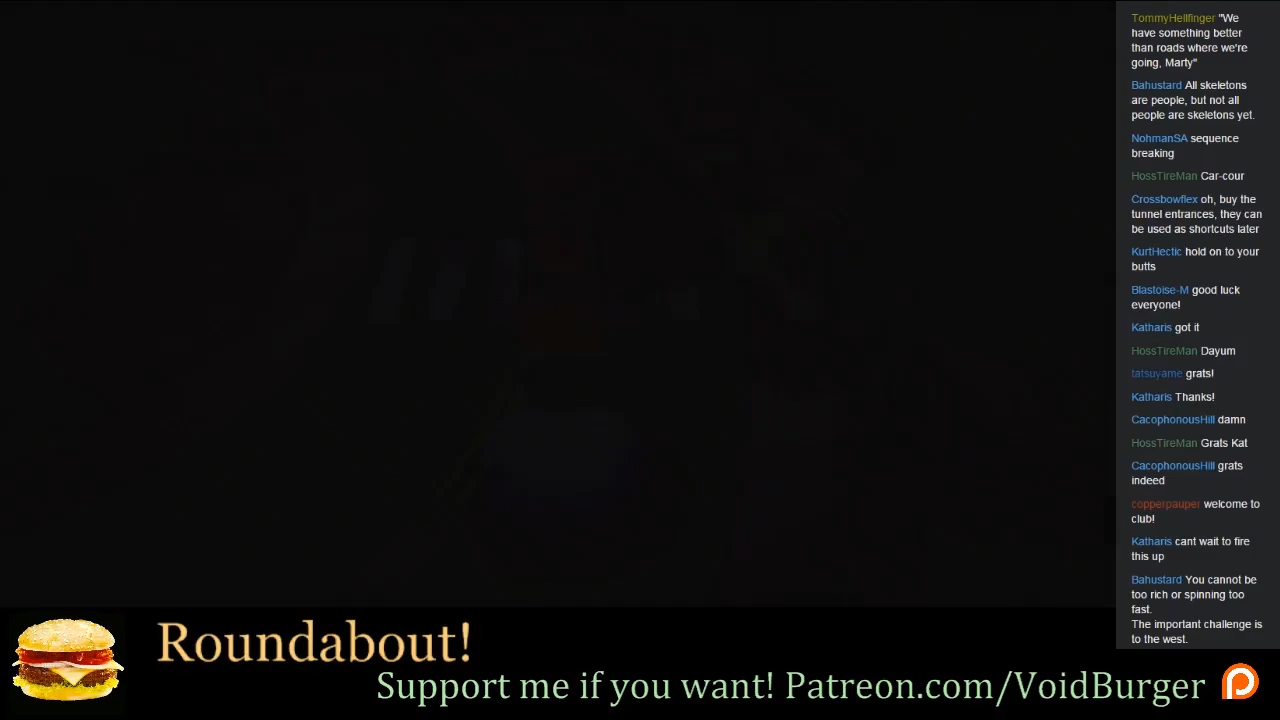 TommyHellfinger "We
have something better
than roads where we're
going, Marty"
Bahustard All skeletons
are people, but not all
people are skeletons yet.
NohmanSA sequence
breaking
HossTireMan Car-cour
Crossbowflex oh, buy the
tunnel entrances, they can
be used as shortcuts later
KurtHectic hold on to your
butts
Blastoise-M good luck
everyone!
Katharis got it
HossTireMan Dayum
tatsuyame grats!
Katharis Thanks!
CacophonousHill damn
HossTireMan Grats Kat
CacophonousHill grats
indeed
copperpauper welcome to
club!
Katharis cant wait to fire
this up
Bahustard You cannot be
too rich or spinning too
fast.
The important challenge is
to the west.
Roundabout!
Support me if you want! Patreon.com/VoidBurger